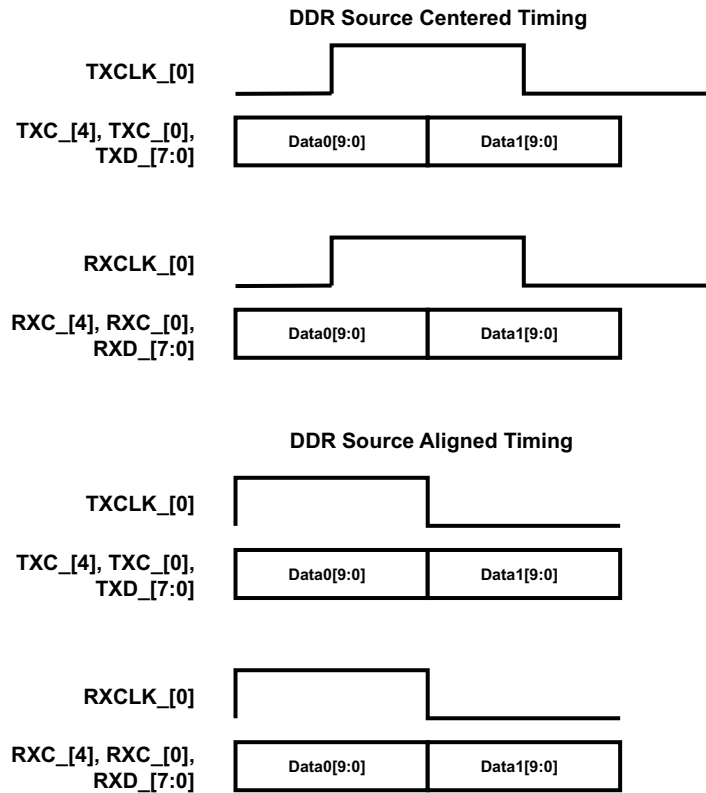 DDR Source Centered Timing
TXCLK_[0]
TXC_[4], TXC_[0],
TXD_[7:0]
Data0[9:0]
Data1[9:0]
RXCLK_[0]
RXC_[4], RXC_[0],
RXD_[7:0]
Data0[9:0]
Data1[9:0]
DDR Source Aligned Timing
TXCLK_[0]
TXC_[4], TXC_[0],
TXD_[7:0]
Data0[9:0]
Data1[9:0]
RXCLK_[0]
RXC_[4], RXC_[0],
RXD_[7:0]
Data0[9:0]
Data1[9:0]